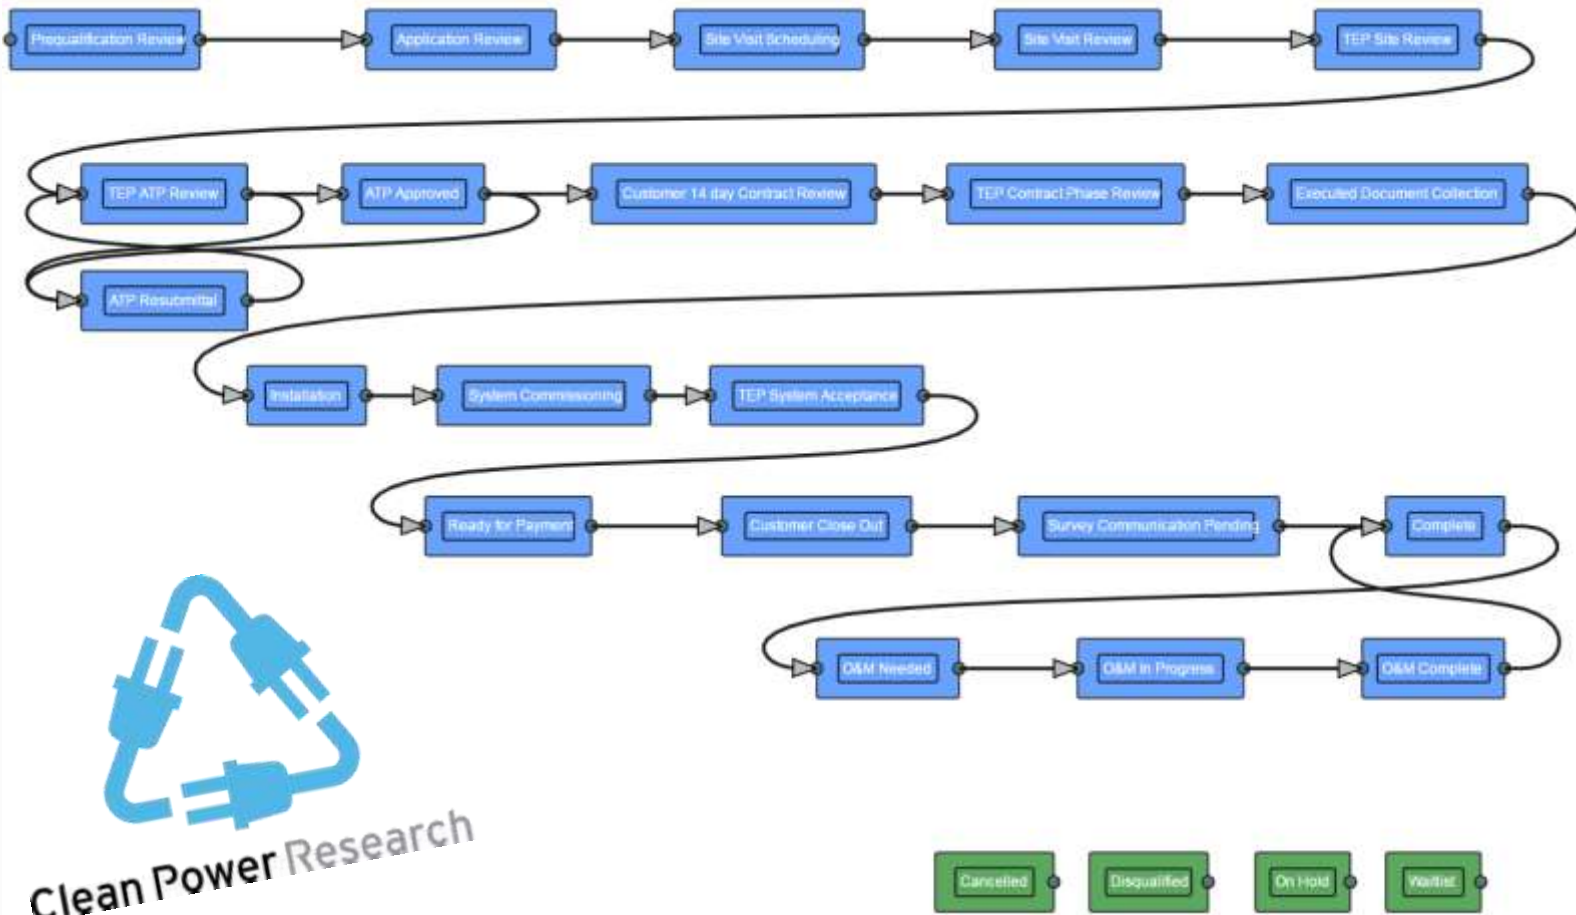 Prequalification Review
Application Review
Site Visit Scheduling
Site Visit Review
TEP Site Review
TEP ATP Review
ATP Approved
Customer 14 day Contract Review
TEP Contract Phase Review
Executed Document Collection
ATP Resubmittal
Installation
System Commissioning
TEP System Acceptance
Ready for Payment
Customer Close Out
Survey Communication Pending
Complete
O&M Needed
O&M In Progress
O&M Complete
Clean Power Research
Cancelled
Disqualified
On Hold
Waitlist